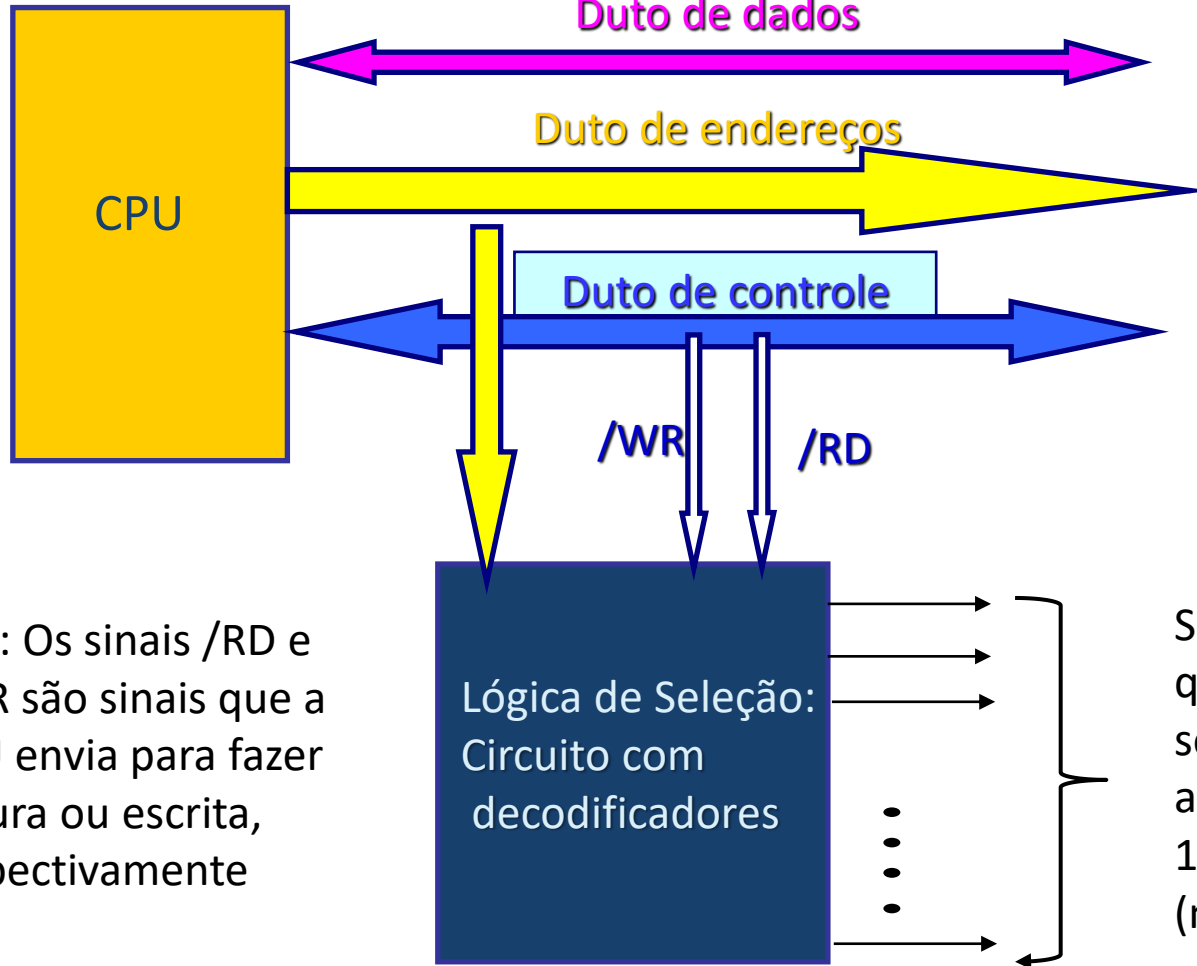 Duto de dados
Duto de endereços
CPU
Duto de controle
/WR
/RD
: Os sinais /RD e
R são sinais que a
envia para fazer
ura ou escrita,
pectivamente
Lógica de Seleção:
Circuito com
decodificadores